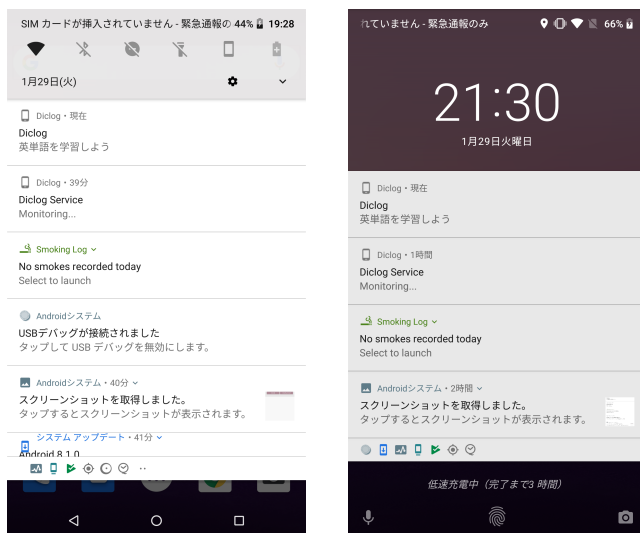 SIM カードが挿入されていません - 緊急通報の 44% 19:28
1月29日(火)
Diclog • 現在
Diclog
英単語を学習しよう
Diclog • 39分
Diclog Service
Monitoring...
Smoking Log
No smokes recorded today
Select to launch
Androidシステム
USBデバッグが接続されました
タップして USB デバッグを無効にします。
Androidシステム • 40分
スクリーンショットを取得しました。
タップするとスクリーンショットが表示されます。
システム アップデート • 41分
Android 8.1.0
れていません - 緊急通報のみ 66%
21:30
1月29日火曜日
Diclog • 現在
Diclog
英単語を学習しよう
Diclog • 1時間
Diclog Service
Monitoring...
Smoking Log
No smokes recorded today
Select to launch
Androidシステム • 2時間
スクリーンショットを取得しました。
タップするとスクリーンショットが表示されます。
低速充電中（完了まで3 時間）